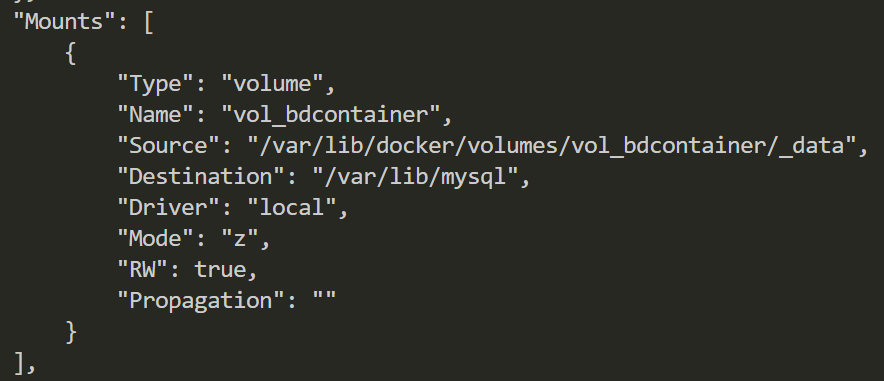 "Mounts": [
{
"Type": "volume",
"Name": "vol_bdcontainer",
"Source": "/var/lib/docker/volumes/vol_bdcontainer/_data",
"Destination": "/var/lib/mysql",
"Driver": "local",
"Mode": "z",
"RW": true,
"Propagation": ""
}
],